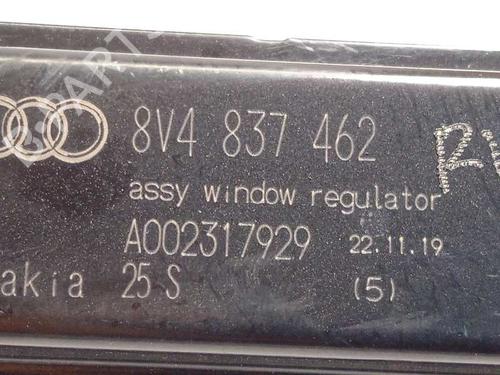 8V4 837 462
assy window regulator
A002317929 22.11.19
akia 25 S (5)